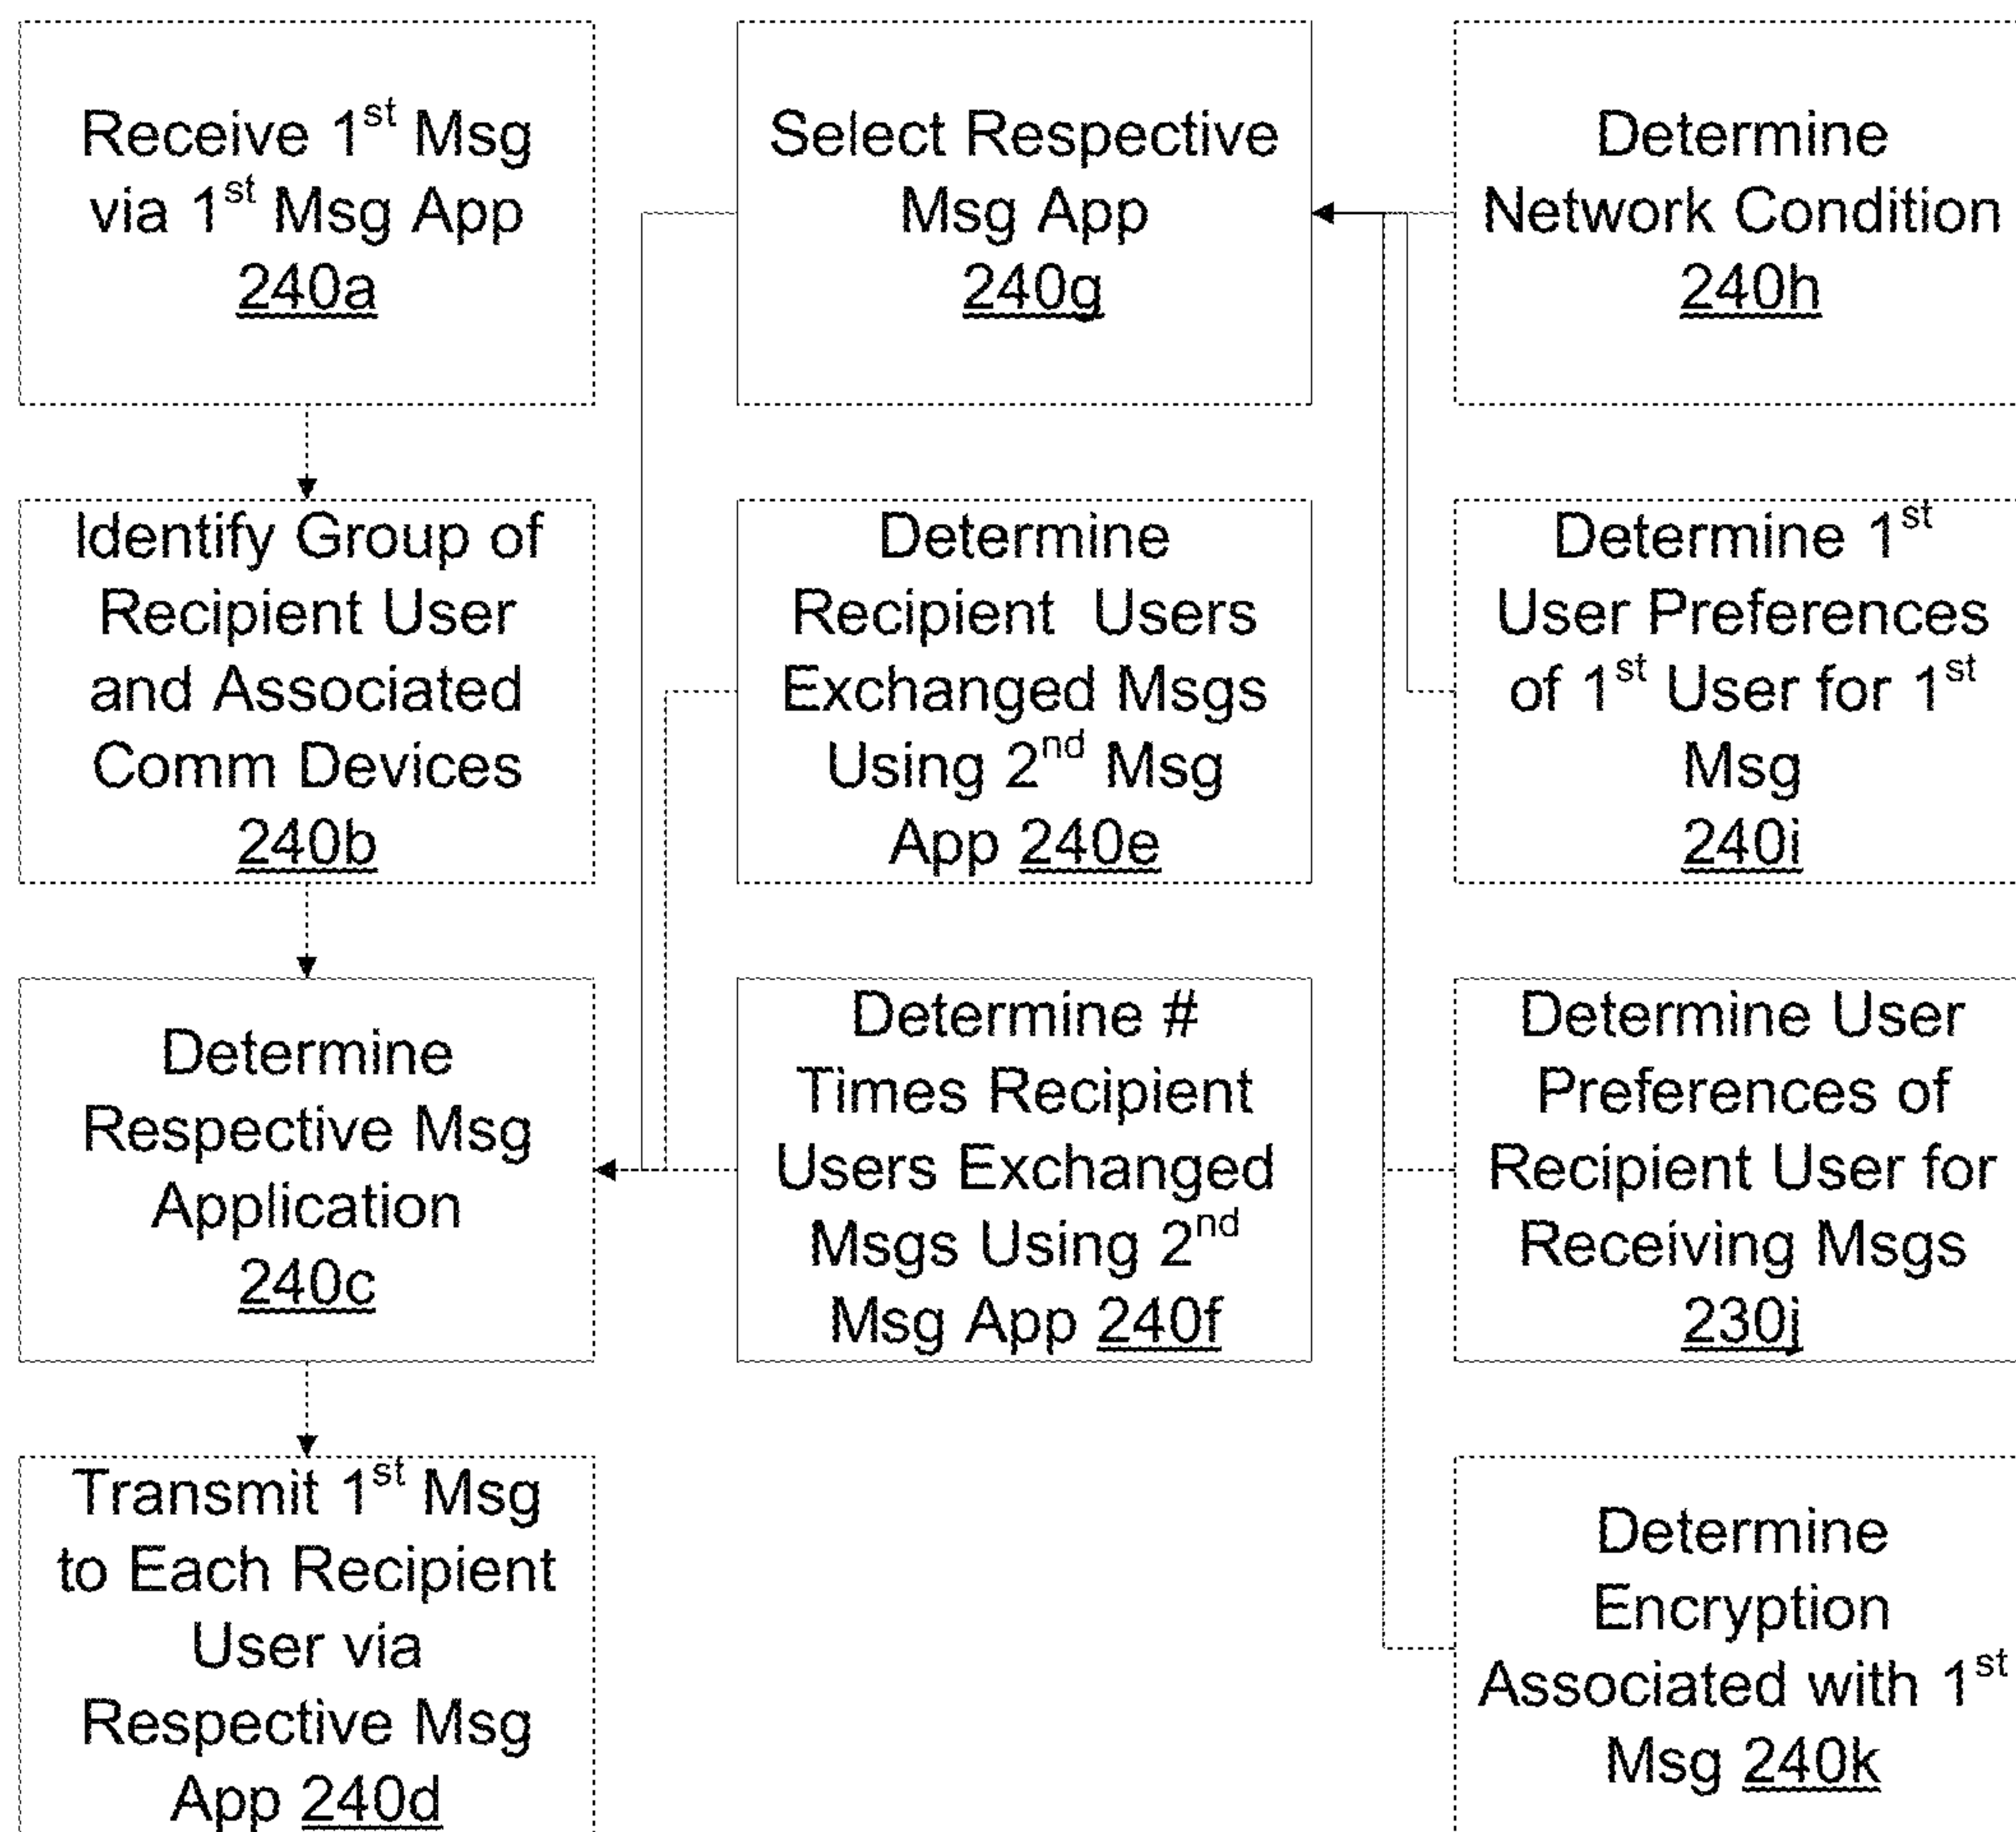 Receive 1st Msg
via 1st Msg App
240a
Identify Group of
Recipient User
and Associated
Comm Devices
240b
Determine
Respective Msg
Application
240c
Transmit 1st Msg
to Each Recipient
User via
Respective Msg
App 240d
Select Respective
Msg App
240g
Determine
Recipient Users
Exchanged Msgs
Using 2nd Msg
App 240e
Determine #
Times Recipient
Users Exchanged
Msgs Using 2nd
Msg App 240f
Determine
Network Condition
240h
Determine 1st
User Preferences
of 1st User for 1st
Msg
240i
Determine User
Preferences of
Recipient User for
Receiving Msgs
230j
Determine
Encryption
Associated with 1st
Msg 240k